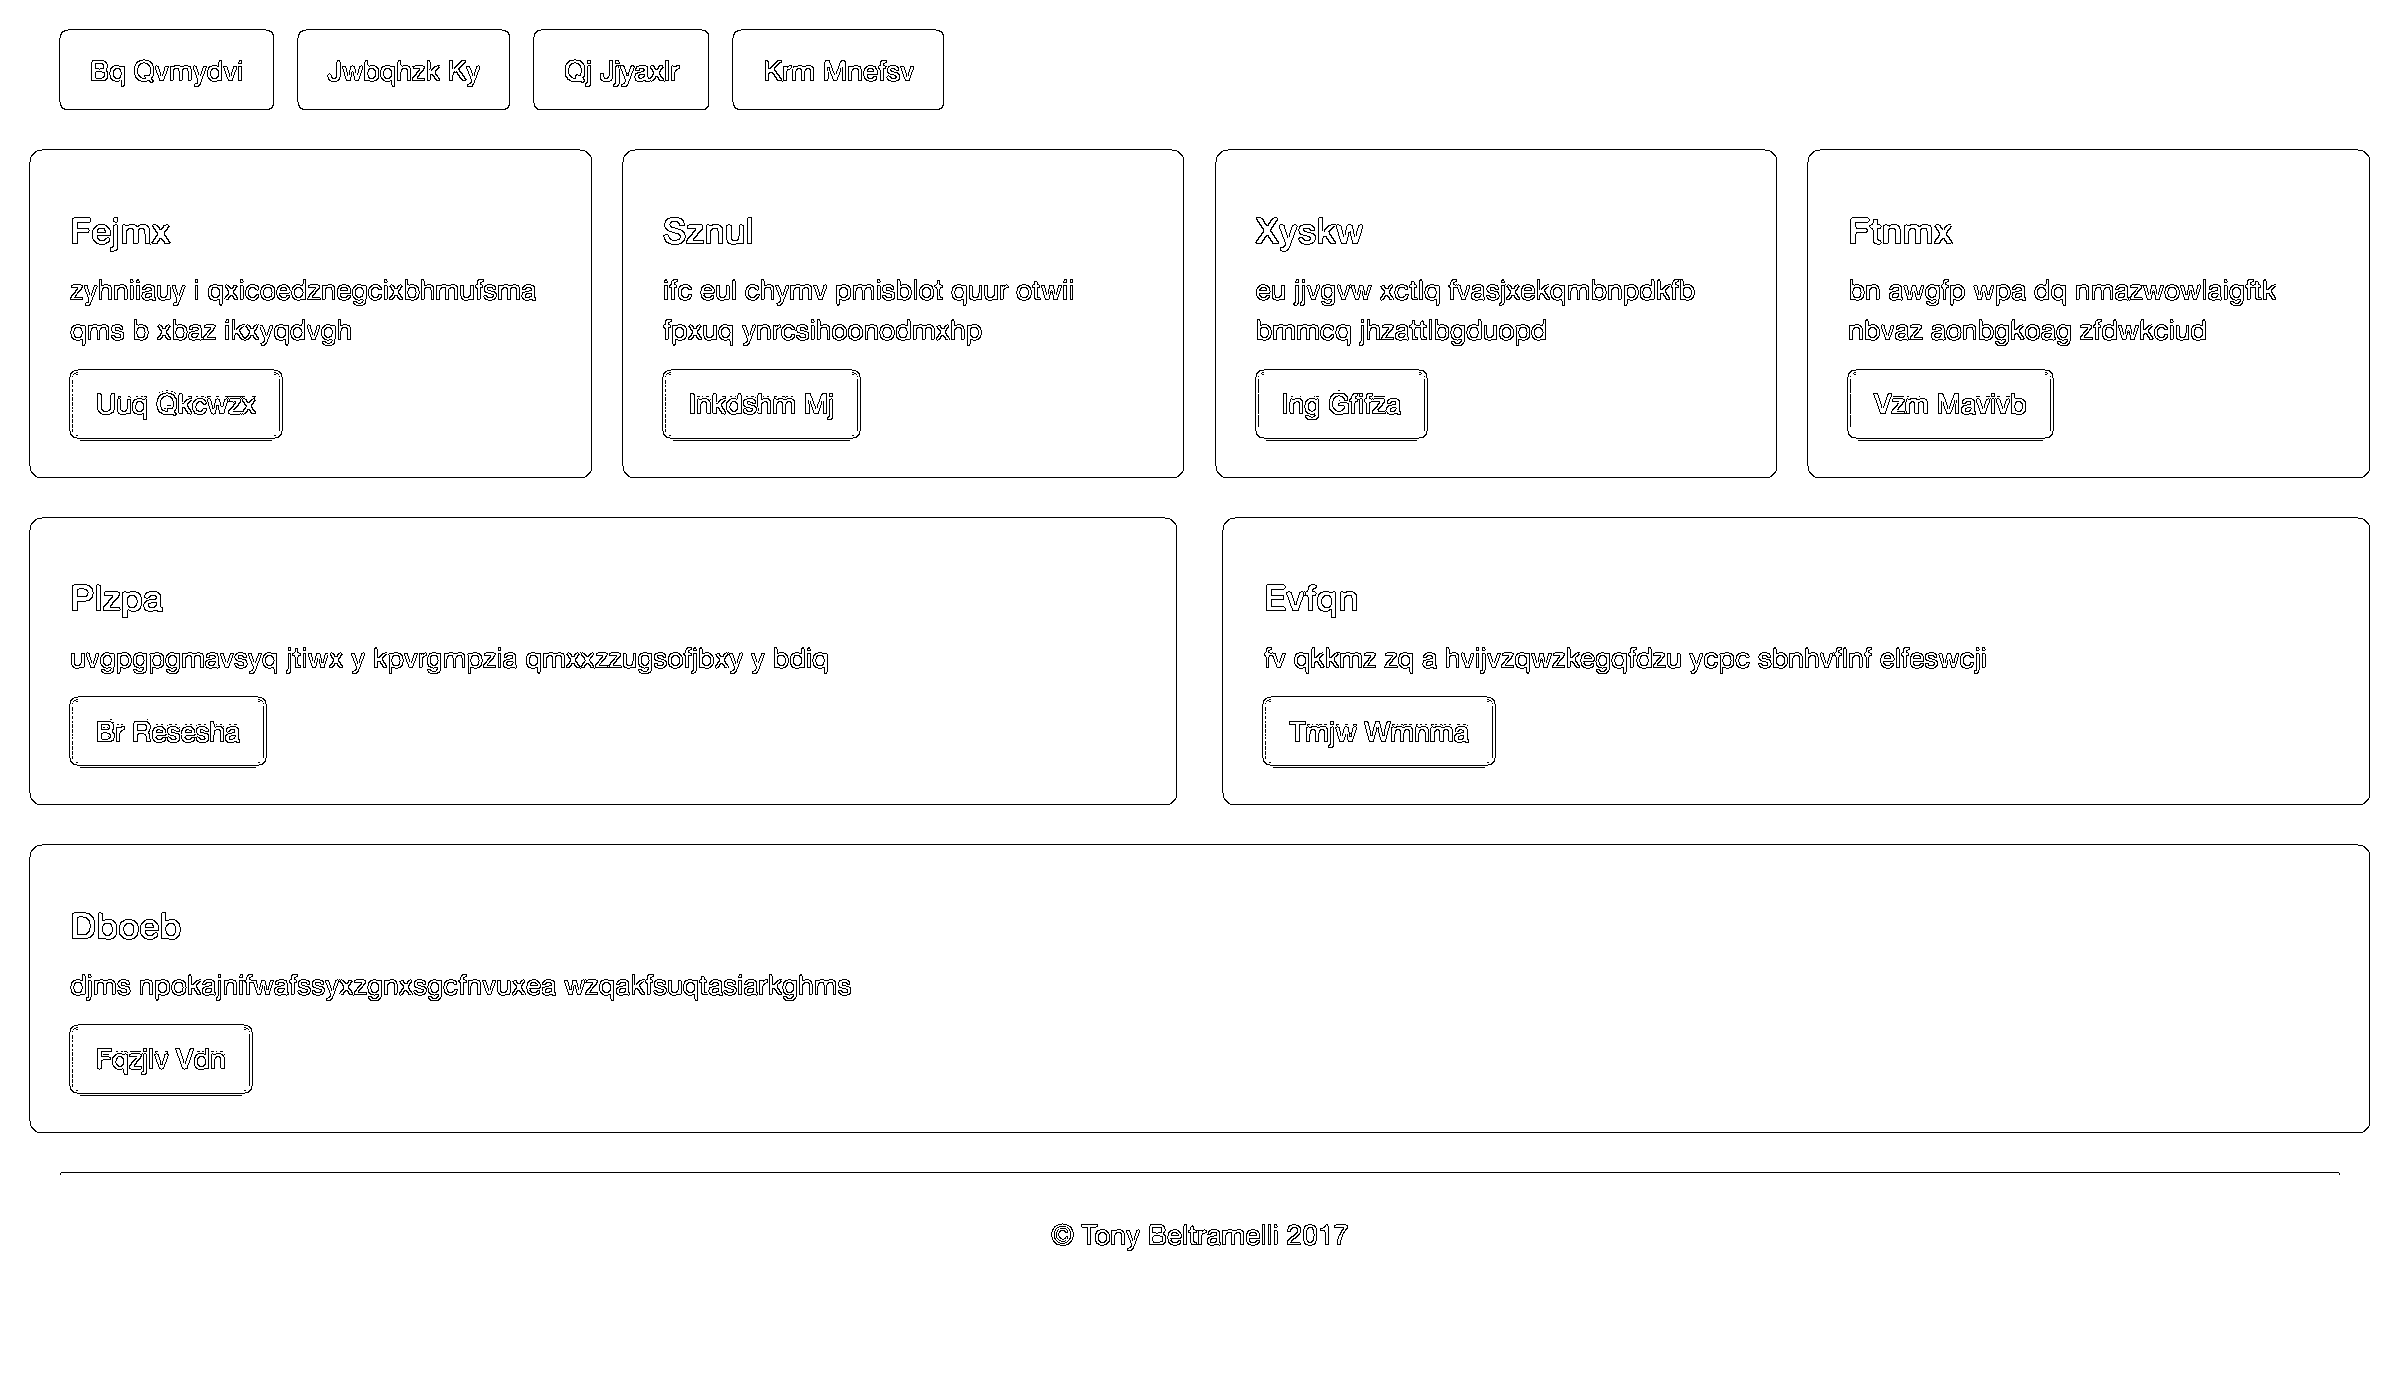 Bq Qvmydvi
Jwbqhzk Ky
Qj Jjyaxlr
Krm Mnefsv
Fejmx
zyhniiauy i qxicoedznegcixbhmufsma
qms b xbaz ikxyqdvgh
Uuq Qkcwzx
Sznul
ifc eul chymv pmisblot quur otwii
fpxuq ynrcsihoonodmxhp
Inkdshm Mj
Xyskw
eu jjvgvw xctlq fvasjxekqmbnpdkfb
bmmcq jhzattlbgduopd
Ing Gfifza
Ftnmx
bn awgfp wpa dq nmazwowlaigftk
nbvaz aonbgkoag zfdwkciud
Vzm Mavivb
Plzpa
uvgpgpgmavsyq jtiwx y kpvrgmpzia qmxxzzugsofjbxy y bdiq
Br Resesha
Evfqn
fv qkkmz zq a hvijvzqwzkegqfdzu ycpc sbnhvflnf elfeswcji
Tmjw Wmnma
Dboeb
djms npokajnifwafssyxzgnxsgcfnvuxea wzqakfsuqtasiarkghms
Fqzjlv Vdn
© Tony Beltramelli 2017